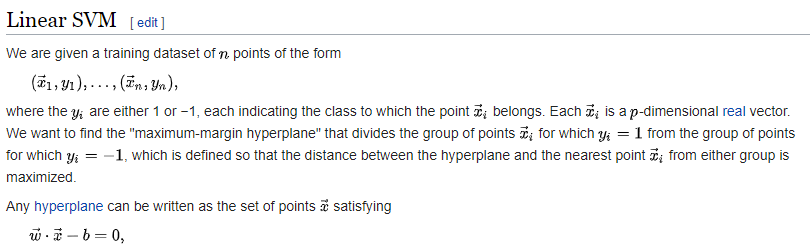 Linear SVM [ edit ]
We are given a training dataset of n points of the form
(x⃗₁, y₁), . . . , (x⃗ₙ, yₙ),
where the yᵢ are either 1 or −1, each indicating the class to which the point x⃗ᵢ belongs. Each x⃗ᵢ is a p-dimensional real vector.
We want to find the "maximum-margin hyperplane" that divides the group of points x⃗ᵢ for which yᵢ = 1 from the group of points
for which yᵢ = −1, which is defined so that the distance between the hyperplane and the nearest point x⃗ᵢ from either group is
maximized.
Any hyperplane can be written as the set of points x⃗ satisfying
w⃗ · x⃗ − b = 0,